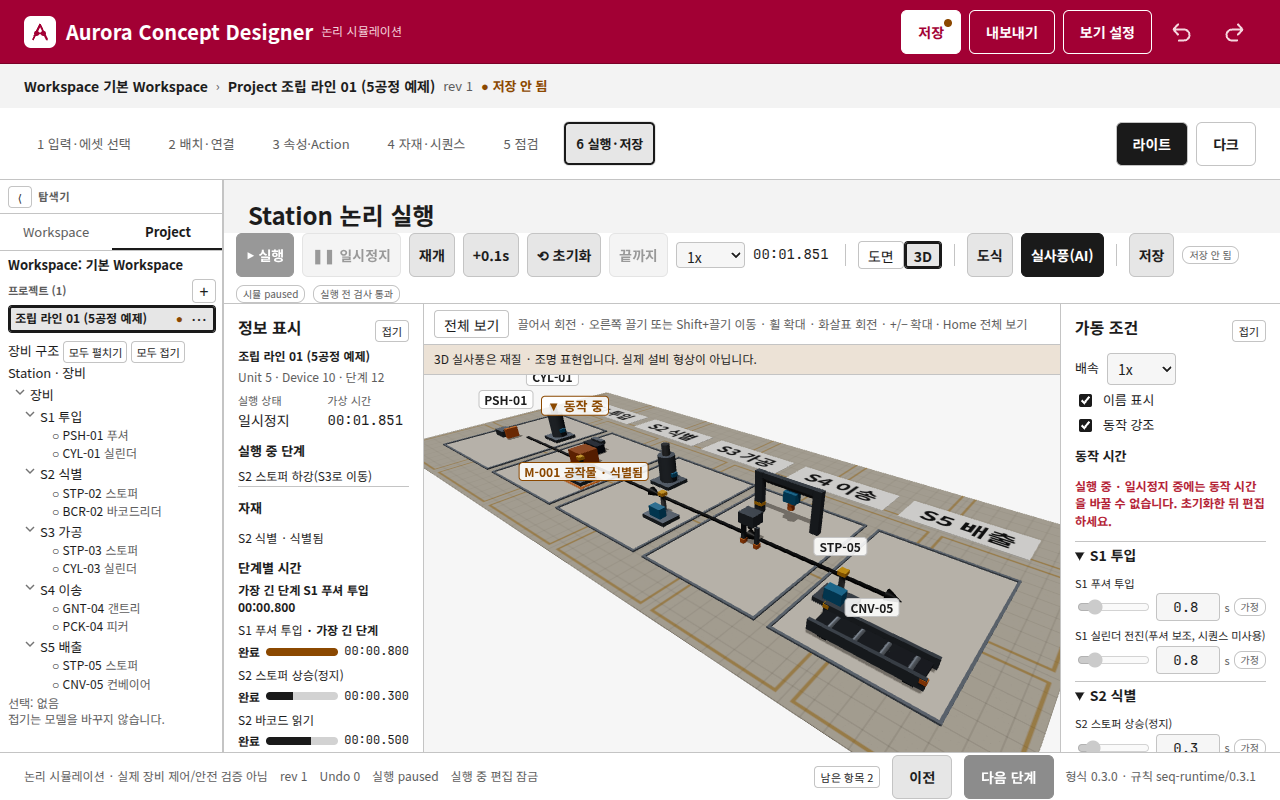 Aurora Concept Designer 논리 시뮬레이션
저장 내보내기 보기 설정
Workspace 기본 Workspace › Project 조립 라인 01 (5공정 예제) rev 1 ● 저장 안 됨
1 입력·에셋 선택 2 배치·연결 3 속성·Action 4 자재·시퀀스 5 점검 6 실행·저장 라이트 다크
⟨ 탐색기
Workspace Project
Workspace: 기본 Workspace
프로젝트 (1) +
조립 라인 01 (5공정 예제) ● ···
장비 구조 모두 펼치기 모두 접기
Station · 장비
장비
S1 투입
○ PSH-01 푸셔
○ CYL-01 실린더
S2 식별
○ STP-02 스토퍼
○ BCR-02 바코드리더
S3 가공
○ STP-03 스토퍼
○ CYL-03 실린더
S4 이송
○ GNT-04 갠트리
○ PCK-04 피커
S5 배출
○ STP-05 스토퍼
○ CNV-05 컨베이어
선택: 없음
접기는 모델을 바꾸지 않습니다.
Station 논리 실행
▶ 실행 ❚❚ 일시정지 재개 +0.1s ⟲ 초기화 끝까지 1x 00:01.851 도면 3D 도식 실사풍(AI) 저장 저장 안 됨
시뮬 paused 실행 전 검사 통과
정보 표시 접기
조립 라인 01 (5공정 예제)
Unit 5 · Device 10 · 단계 12
실행 상태 가상 시간
일시정지 00:01.851
실행 중 단계
S2 스토퍼 하강(S3로 이동)
자재
S2 식별 · 식별됨
단계별 시간
가장 긴 단계 S1 푸셔 투입
00:00.800
S1 푸셔 투입 · 가장 긴 단계
완료 00:00.800
S2 스토퍼 상승(정지)
완료 00:00.300
S2 바코드 읽기
완료 00:00.500
전체 보기 끌어서 회전 · 오른쪽 끌기 또는 Shift+끌기 이동 · 휠 확대 · 화살표 회전 · +/− 확대 · Home 전체 보기
3D 실사풍은 재질 · 조명 표현입니다. 실제 설비 형상이 아닙니다.
CYL-01
PSH-01
▼ 동작 중
투입
S2 식별
S3 가공
M-001 공작물 · 식별됨
S4 이송
S5 배출
STP-05
CNV-05
가동 조건 접기
배속 1x
이름 표시
동작 강조
동작 시간
실행 중 · 일시정지 중에는 동작 시간
을 바꿀 수 없습니다. 초기화한 뒤 편집
하세요.
▼ S1 투입
S1 푸셔 투입
0.8 s 가정
S1 실린더 전진(푸셔 보조, 시퀀스 미사용)
0.8 s 가정
▼ S2 식별
S2 스토퍼 상승(정지)
0.3 s 가정
논리 시뮬레이션 · 실제 장비 제어/안전 검증 아님 rev 1 Undo 0 실행 paused 실행 중 편집 잠금
남은 항목 2 이전 다음 단계 형식 0.3.0 · 규칙 seq-runtime/0.3.1